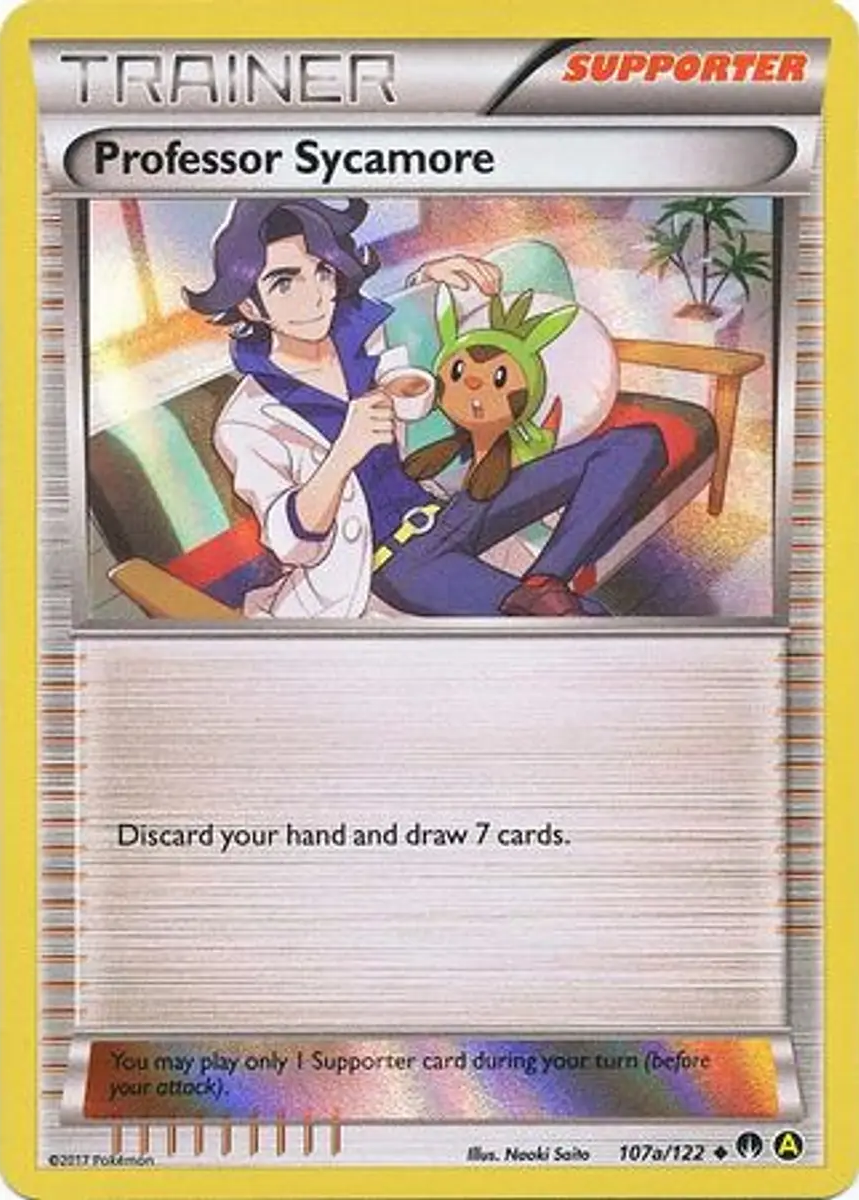 TRAINER
SUPPORTER
Professor Sycamore
Discard your hand and draw 7 cards.
You may play only 1 Supporter card during your turn (before
your attack).
©2017 Pokémon
Illus. Naoki Saito
107a/122
A